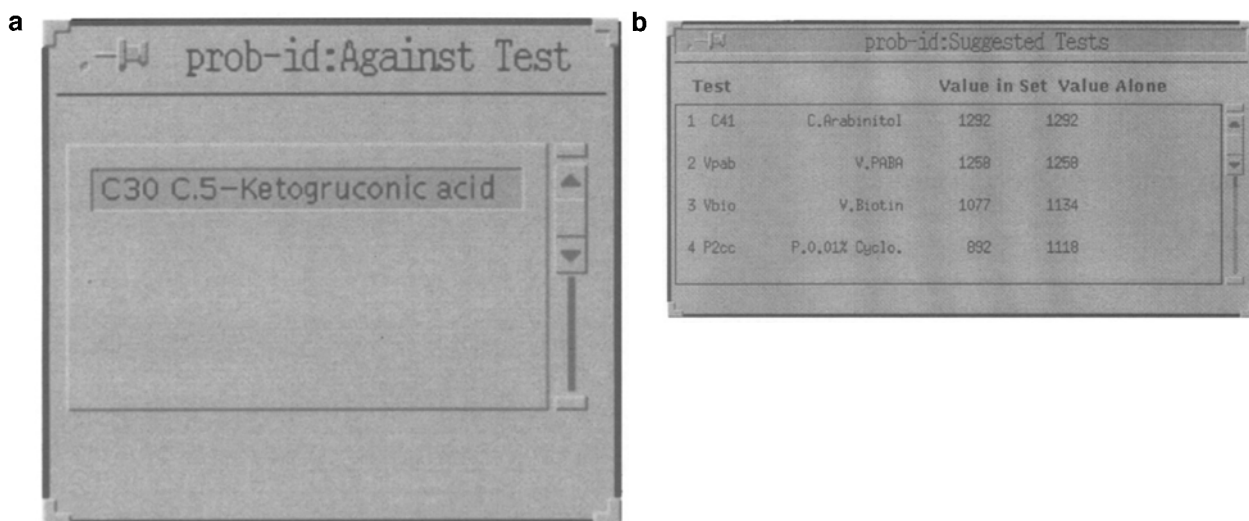 a
prob-id:Against Test
C30 C.5-Ketogruconic acid
b
prob-id:Suggested Tests
Test Value in Set Value Alone
1 C41 C.Arabinitol 1292 1292
2 Vpab V.PABA 1258 1258
3 Vbio V.Biotin 1077 1134
4 P2cc P.0.01% Cyclo. 892 1118